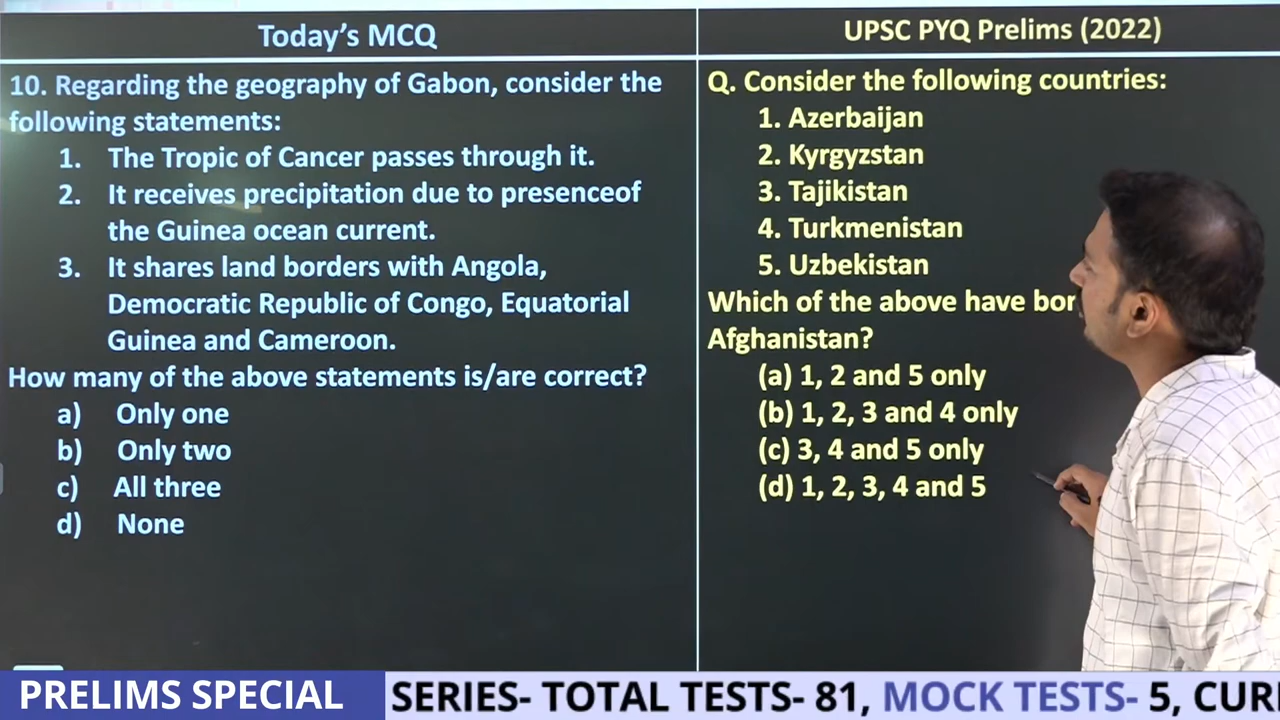 Today's MCQ
10. Regarding the geography of Gabon, consider the
following statements:
1. The Tropic of Cancer passes through it.
2. It receives precipitation due to presenceof
the Guinea ocean current.
3. It shares land borders with Angola,
Democratic Republic of Congo, Equatorial
Guinea and Cameroon.
How many of the above statements is/are correct?
a) Only one
b) Only two
c) All three
d) None
UPSC PYQ Prelims (2022)
Q. Consider the following countries:
1. Azerbaijan
2. Kyrgyzstan
3. Tajikistan
4. Turkmenistan
5. Uzbekistan
Which of the above have bor
Afghanistan?
(a) 1, 2 and 5 only
(b) 1, 2, 3 and 4 only
(c) 3, 4 and 5 only
(d) 1, 2, 3, 4 and 5
PRELIMS SPECIAL
SERIES- TOTAL TESTS- 81, MOCK TESTS- 5, CUR